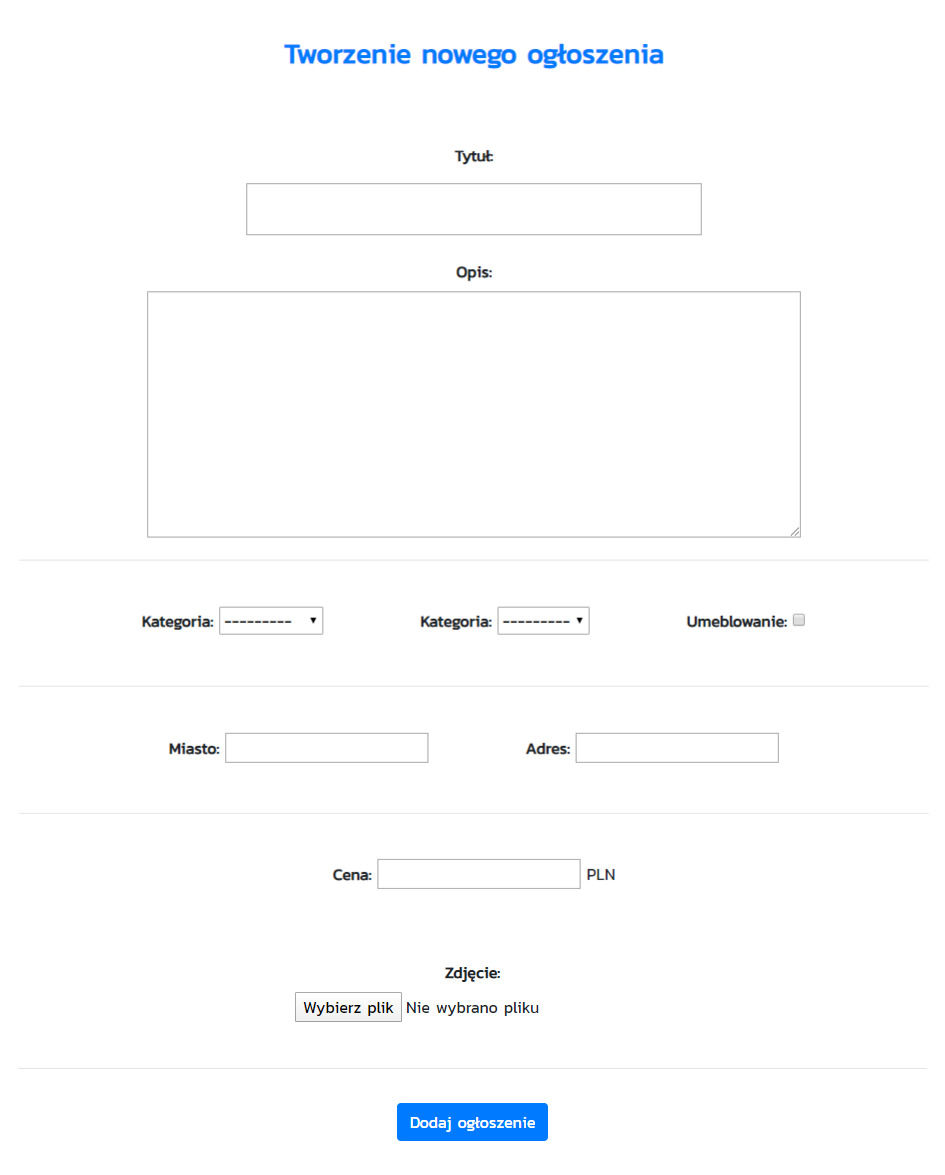 Tworzenie nowego ogłoszenia
Tytuł:
Opis:
Kategoria: --------- Kategoria: --------- Umeblowanie:
Miasto: Adres:
Cena: PLN
Zdjęcie:
Wybierz plik Nie wybrano pliku
Dodaj ogłoszenie